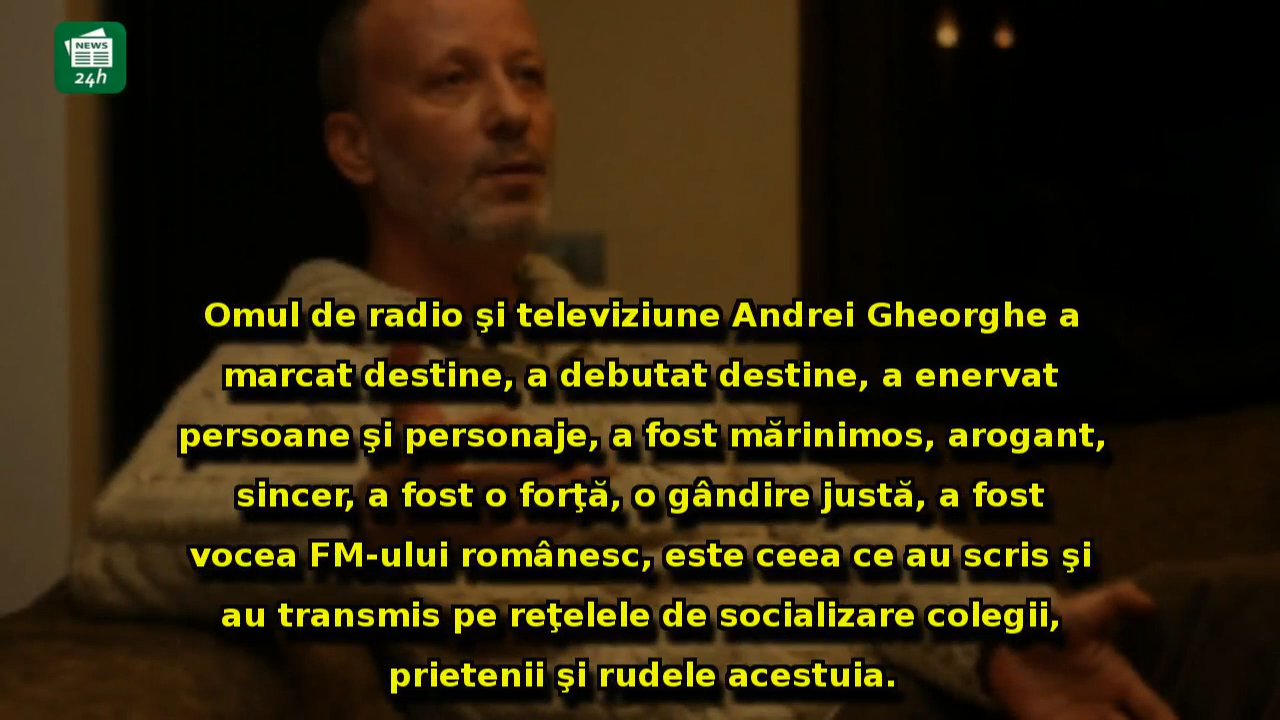 NEWS
24h
Omul de radio şi televiziune Andrei Gheorghe a
marcat destine, a debutat destine, a enervat
persoane şi personaje, a fost mărinimos, arogant,
sincer, a fost o forţă, o gândire justă, a fost
vocea FM-ului românesc, este ceea ce au scris şi
au transmis pe reţelele de socializare colegii,
prietenii şi rudele acestuia.